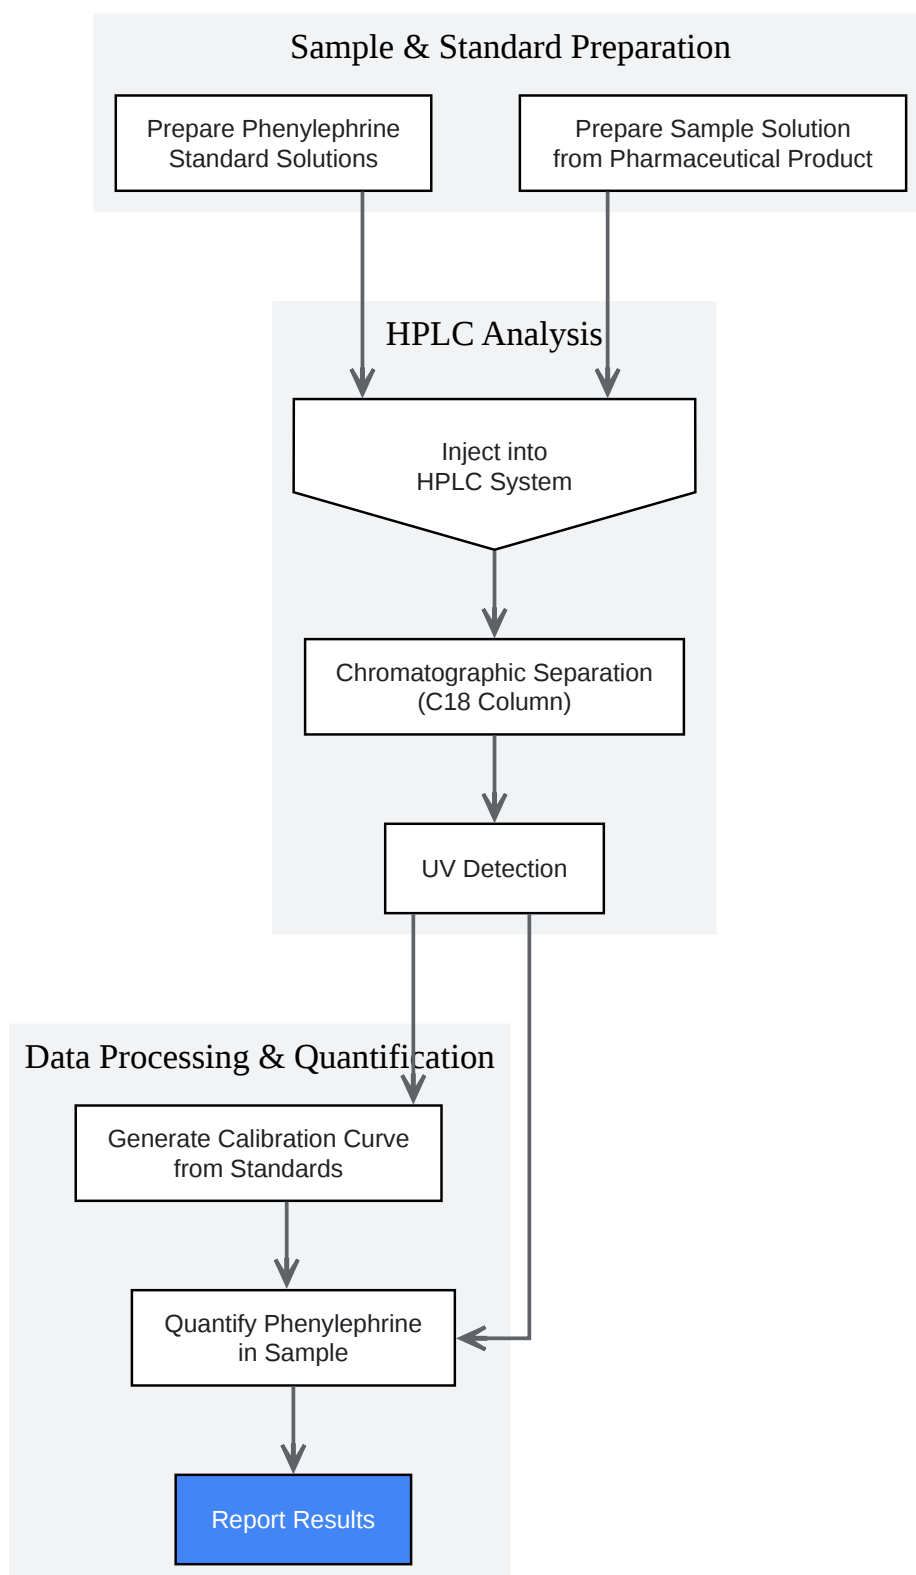 Sample & Standard Preparation
Prepare Phenylephrine
Standard Solutions
Prepare Sample Solution
from Pharmaceutical Product
HPLC Analysis
Inject into
HPLC System
Chromatographic Separation
(C18 Column)
UV Detection
Data Processing & Quantification
Generate Calibration Curve
from Standards
Quantify Phenylephrine
in Sample
Report Results